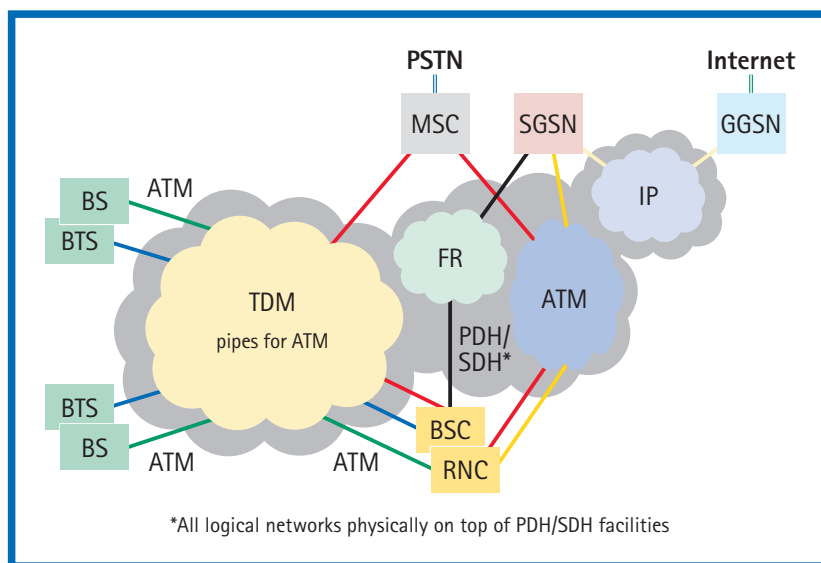 PSTN
Internet
MSC
SGSN
GGSN
ATM
BS
BTS
IP
FR
TDM
pipes for ATM
ATM
PDH/
SDH*
BTS
BS
ATM
ATM
BSC
RNC
*All logical networks physically on top of PDH/SDH facilities